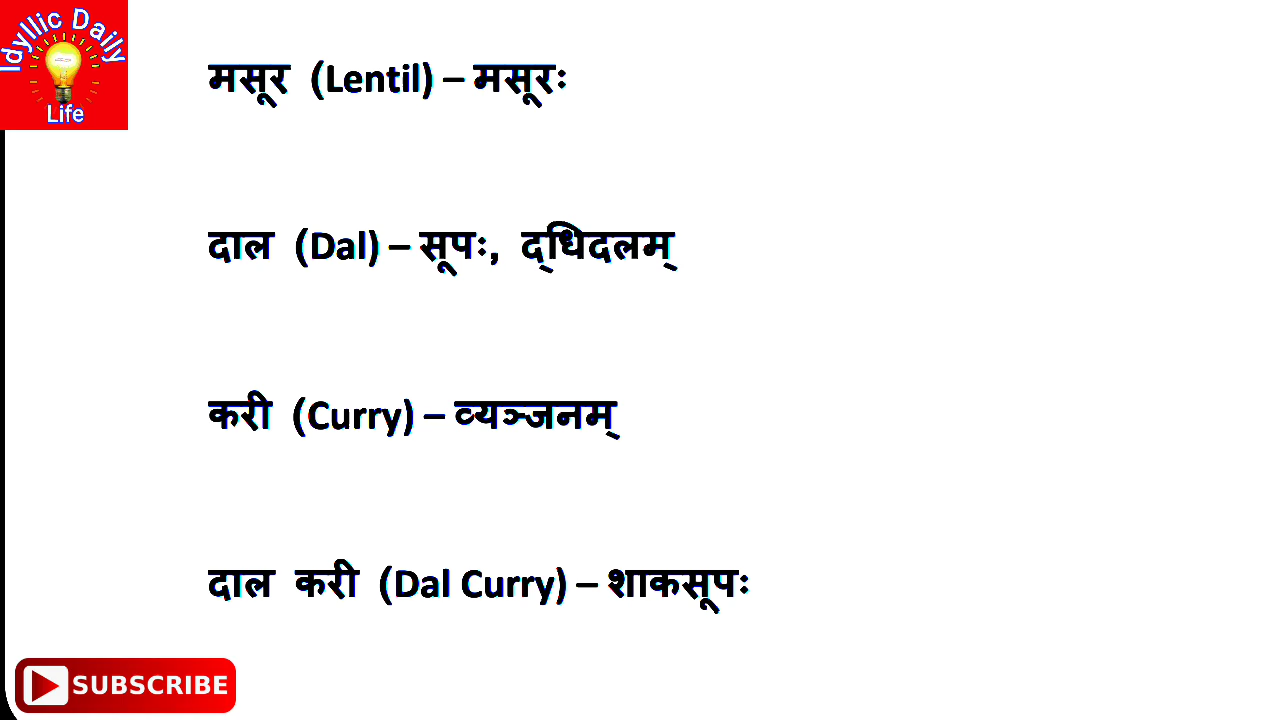 Idyllic Daily
Life
मसूर (Lentil) – मसूरः
दाल (Dal) – सूपः, द्धिदलम्
करी (Curry) – व्यञ्जनम्
दाल करी (Dal Curry) – शाकसूपः
SUBSCRIBE